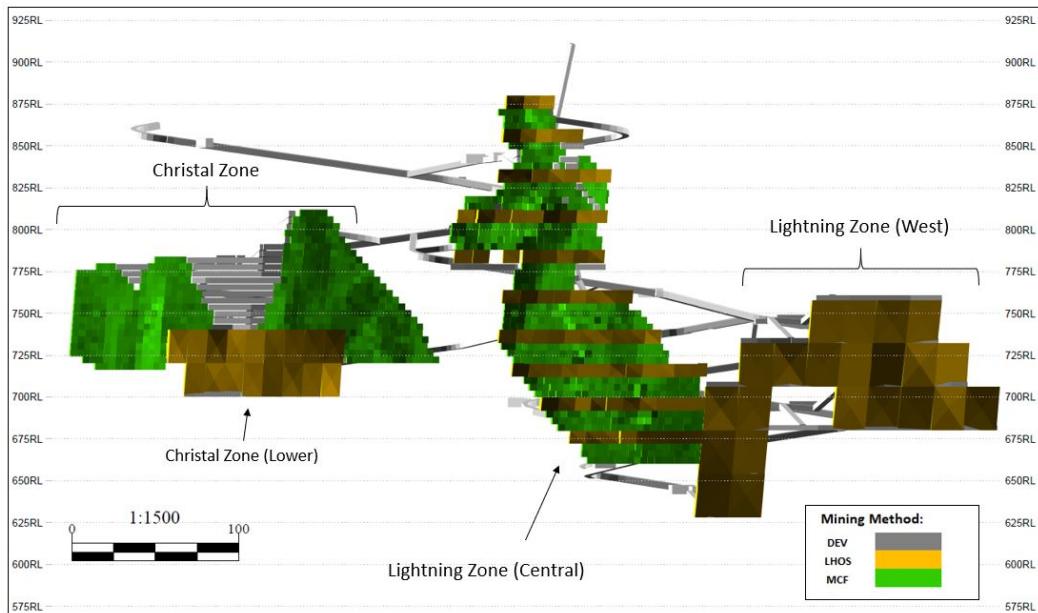 925RL 925RL
900RL 900RL
875RL 875RL
850RL 850RL
Christal Zone
825RL 825RL
Lightning Zone (West)
800RL 800RL
775RL 775RL
750RL 750RL
725RL 725RL
700RL 700RL
675RL 675RL
Christal Zone (Lower)
650RL 650RL
0 1:1500 100
625RL 625RL
Mining Method:
DEV
Lightning Zone (Central)
600RL 600RL
LHOS
MCF
575RL 575RL